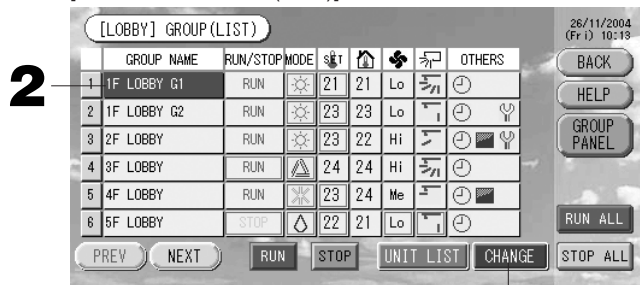 [LOBBY] GROUP(LIST)
26/11/2004
(Fri) 10:13
GROUP NAME RUN/STOP MODE SET OTHERS
BACK
2
1 1F LOBBY G1 RUN 21 21 Lo
HELP
2 1F LOBBY G2 RUN 23 23 Lo
GROUP
PANEL
3 2F LOBBY RUN 23 22 Hi
4 3F LOBBY RUN 24 24 Hi
5 4F LOBBY RUN 23 24 Me
6 5F LOBBY STOP 22 21 Lo
RUN ALL
PREV NEXT RUN STOP UNIT LIST CHANGE STOP ALL